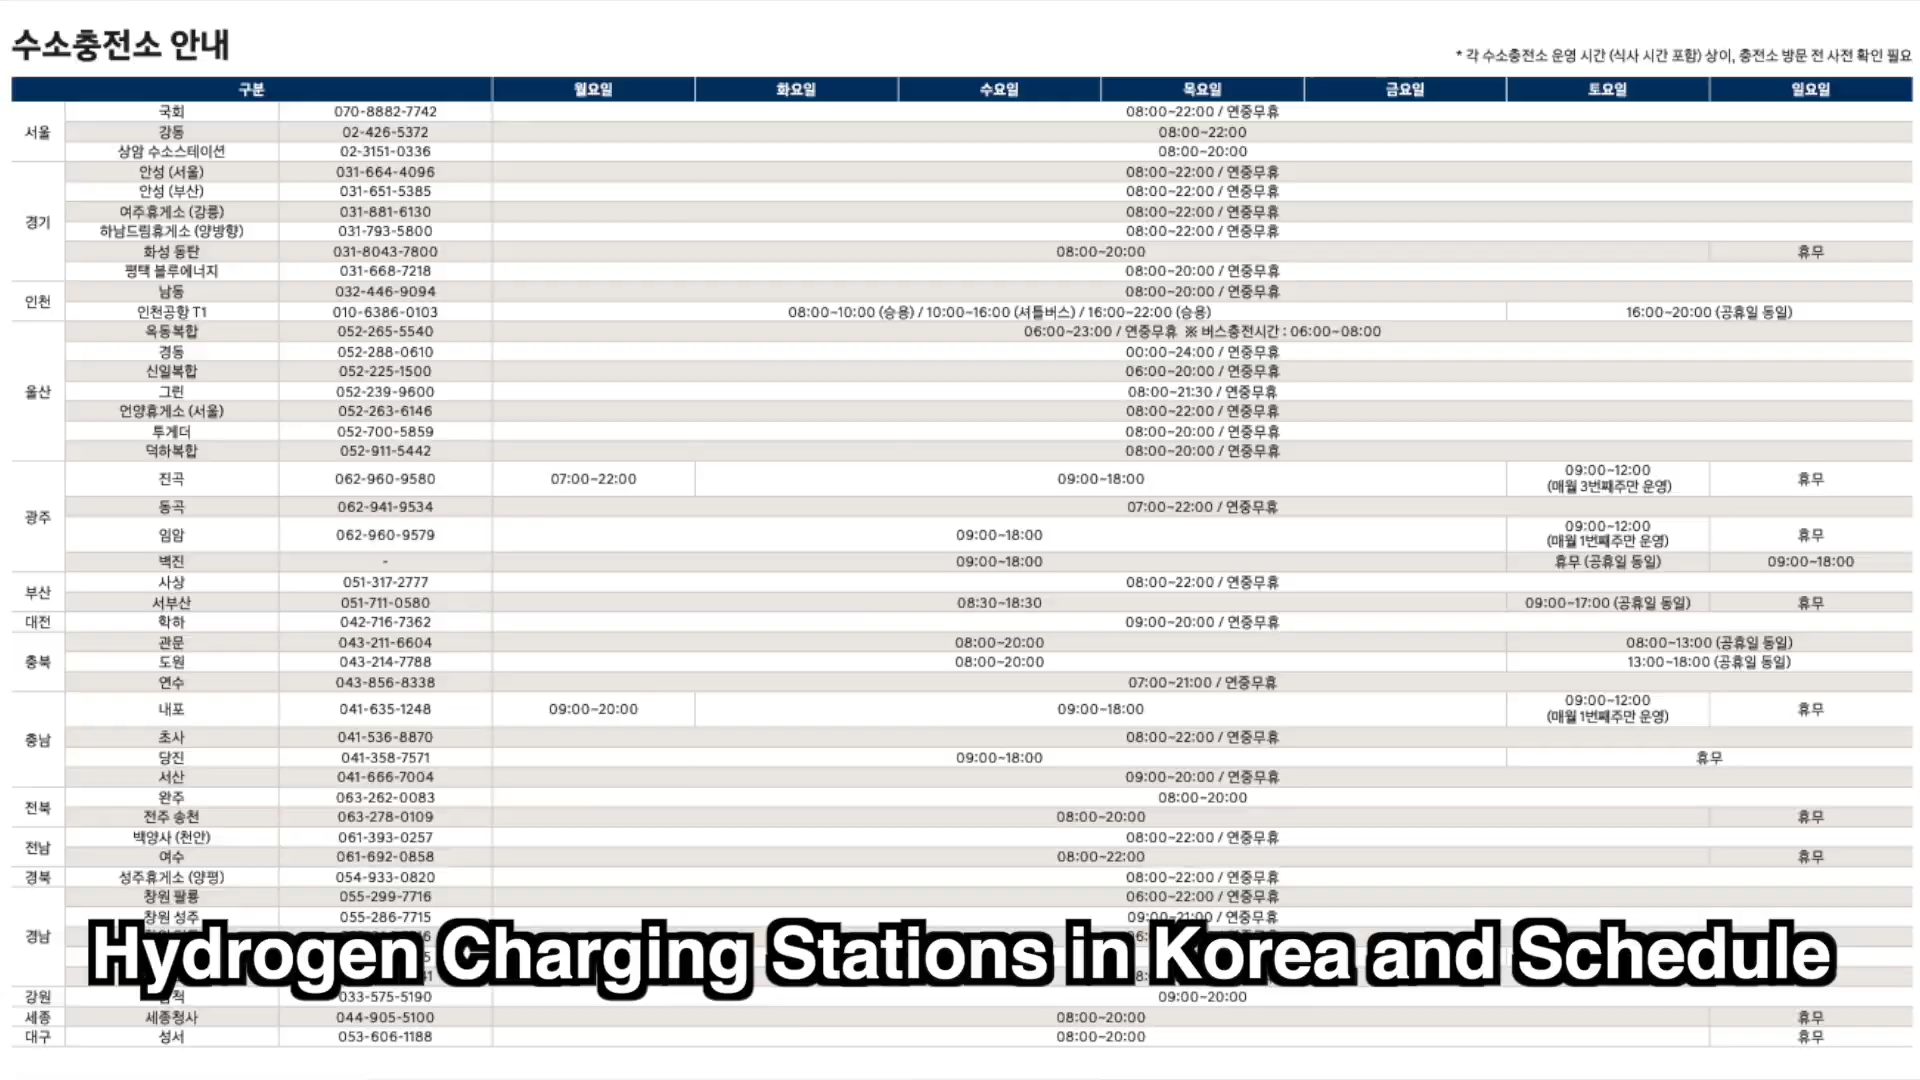 수소충전소 안내
* 각 수소충전소 운영 시간 (식사 시간 포함) 상이, 충전소 방문 전 사전 확인 필요
구분 월요일 화요일 수요일 목요일 금요일 토요일 일요일
서울
국회 070-8882-7742 08:00~22:00 / 연중무휴
강동 02-426-5372 08:00~22:00
상암 수소스테이션 02-3151-0336 08:00~20:00
경기
안성 (서울) 031-664-4096 08:00~22:00 / 연중무휴
안성 (부산) 031-651-5385 08:00~22:00 / 연중무휴
여주휴게소 (강릉) 031-881-6130 08:00~22:00 / 연중무휴
하남드림휴게소 (양방향) 031-793-5800 08:00~22:00 / 연중무휴
화성 동탄 031-8043-7800 08:00~20:00 휴무
평택 블루에너지 031-668-7218 08:00~20:00 / 연중무휴
인천
남동 032-446-9094 08:00~20:00 / 연중무휴
인천공항 T1 010-6386-0103 08:00~10:00 (승용) / 10:00~16:00 (셔틀버스) / 16:00~22:00 (승용) 16:00~20:00 (공휴일 동일)
울산
옥동복합 052-265-5540 06:00~23:00 / 연중무휴 ※ 버스충전시간 : 06:00~08:00
경동 052-288-0610 00:00~24:00 / 연중무휴
신일복합 052-225-1500 06:00~20:00 / 연중무휴
그린 052-239-9600 08:00~21:30 / 연중무휴
언양휴게소 (서울) 052-263-6146 08:00~22:00 / 연중무휴
투게더 052-700-5859 08:00~20:00 / 연중무휴
덕하복합 052-911-5442 08:00~20:00 / 연중무휴
광주
진곡 062-960-9580 07:00~22:00 09:00~18:00 09:00~12:00 휴무
(매월 3번째주만 운영)
동곡 062-941-9534 07:00~22:00 / 연중무휴
임암 062-960-9579 09:00~18:00 09:00~12:00 휴무
(매월 1번째주만 운영)
벽진 - 09:00~18:00 휴무 (공휴일 동일) 09:00~18:00
부산
사상 051-317-2777 08:00~22:00 / 연중무휴
서부산 051-711-0580 08:30~18:30 09:00~17:00 (공휴일 동일) 휴무
대전 학하 042-716-7362 09:00~20:00 / 연중무휴
충북
관문 043-211-6604 08:00~20:00 08:00~13:00 (공휴일 동일)
도원 043-214-7788 08:00~20:00 13:00~18:00 (공휴일 동일)
연수 043-856-8338 07:00~21:00 / 연중무휴
충남
내포 041-635-1248 09:00~20:00 09:00~18:00 09:00~12:00 휴무
(매월 1번째주만 운영)
초사 041-536-8870 08:00~22:00 / 연중무휴
당진 041-358-7571 09:00~18:00 휴무
서산 041-666-7004 09:00~20:00 / 연중무휴
전북
완주 063-262-0083 08:00~20:00
전주 송천 063-278-0109 08:00~20:00 휴무
전남
백양사 (천안) 061-393-0257 08:00~22:00 / 연중무휴
여수 061-692-0858 08:00~22:00 휴무
경북 성주휴게소 (양평) 054-933-0820 08:00~22:00 / 연중무휴
경남
창원 팔룡 055-299-7716 06:00~22:00 / 연중무휴
창원 성주 055-286-7715 09:00~21:00 / 연중무휴
Hydrogen Charging Stations in Korea and Schedule
강원 033-575-5190 09:00~20:00
세종 세종청사 044-905-5100 08:00~20:00 휴무
대구 성서 053-606-1188 08:00~20:00 휴무